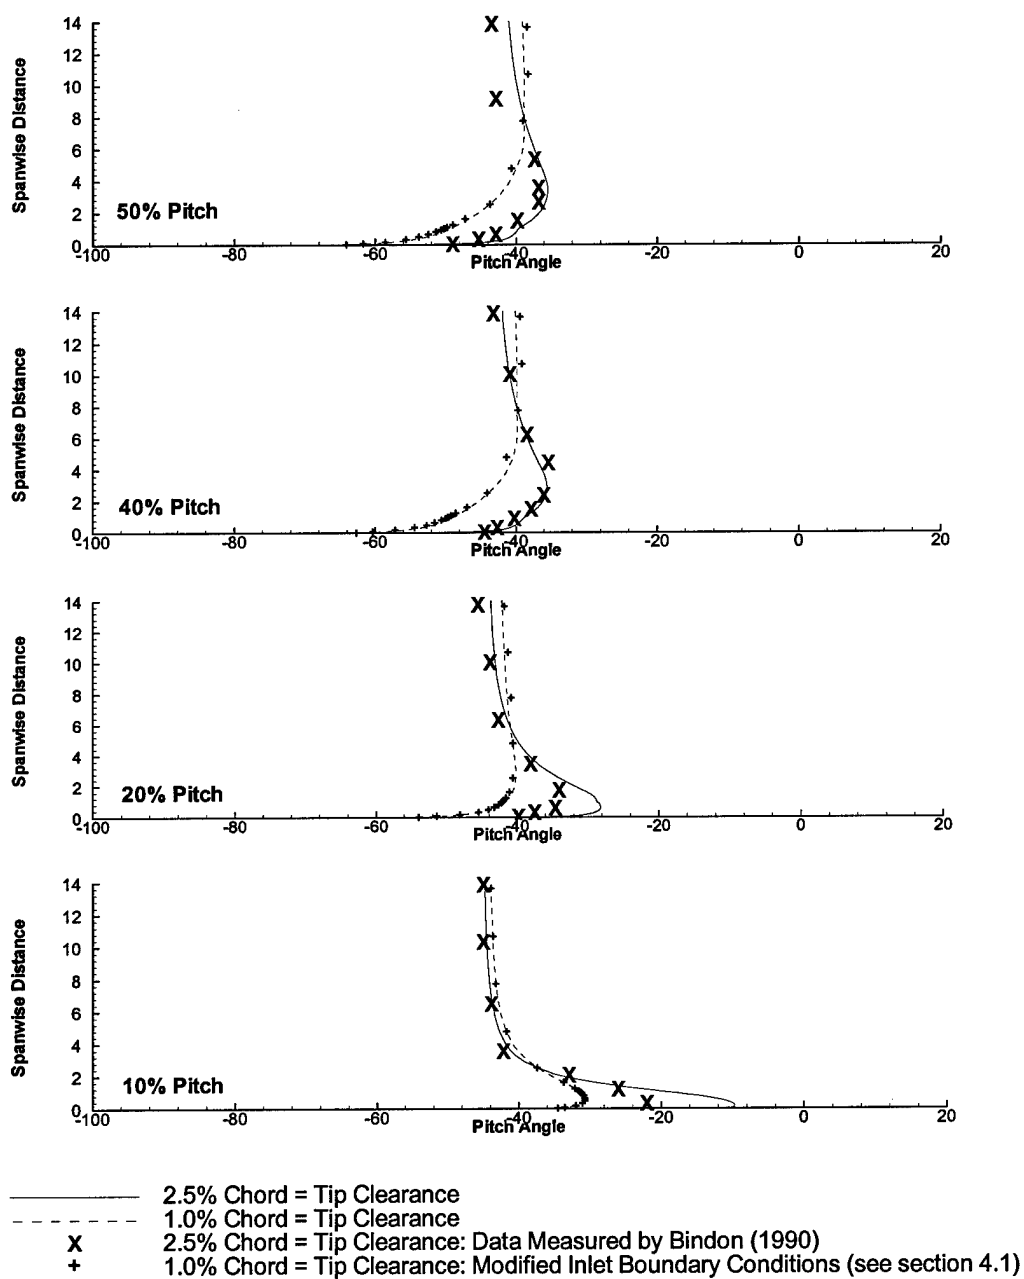 14
12
10
8
6
4
2
0
Spanwise Distance
50% Pitch
-100 -80 -60 -40 -20 0 20
Pitch Angle
14
12
10
8
6
4
2
0
Spanwise Distance
40% Pitch
-100 -80 -60 -40 -20 0 20
Pitch Angle
14
12
10
8
6
4
2
0
Spanwise Distance
20% Pitch
-100 -80 -60 -40 -20 0 20
Pitch Angle
14
12
10
8
6
4
2
0
Spanwise Distance
10% Pitch
-100 -80 -60 -40 -20 0 20
Pitch Angle
2.5% Chord = Tip Clearance
1.0% Chord = Tip Clearance
X 2.5% Chord = Tip Clearance: Data Measured by Bindon (1990)
+ 1.0% Chord = Tip Clearance: Modified Inlet Boundary Conditions (see section 4.1)